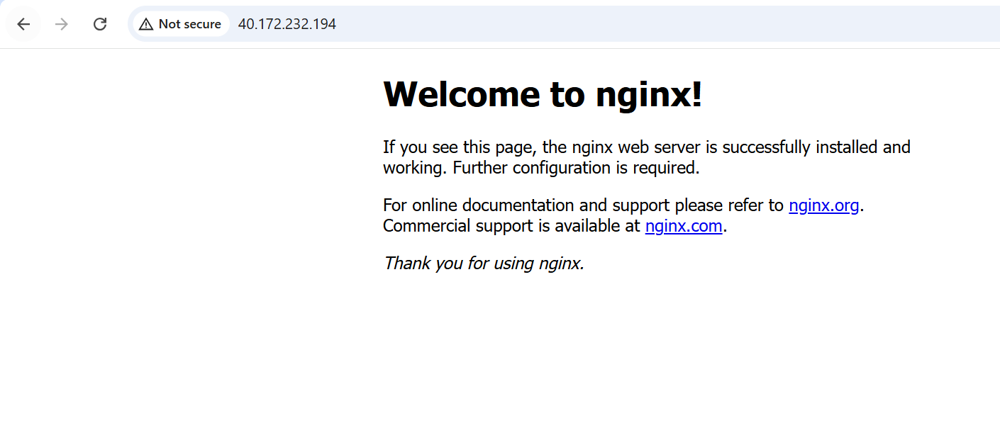 Not secure 40.172.232.194
Welcome to nginx!
If you see this page, the nginx web server is successfully installed and
working. Further configuration is required.
For online documentation and support please refer to nginx.org.
Commercial support is available at nginx.com.
Thank you for using nginx.